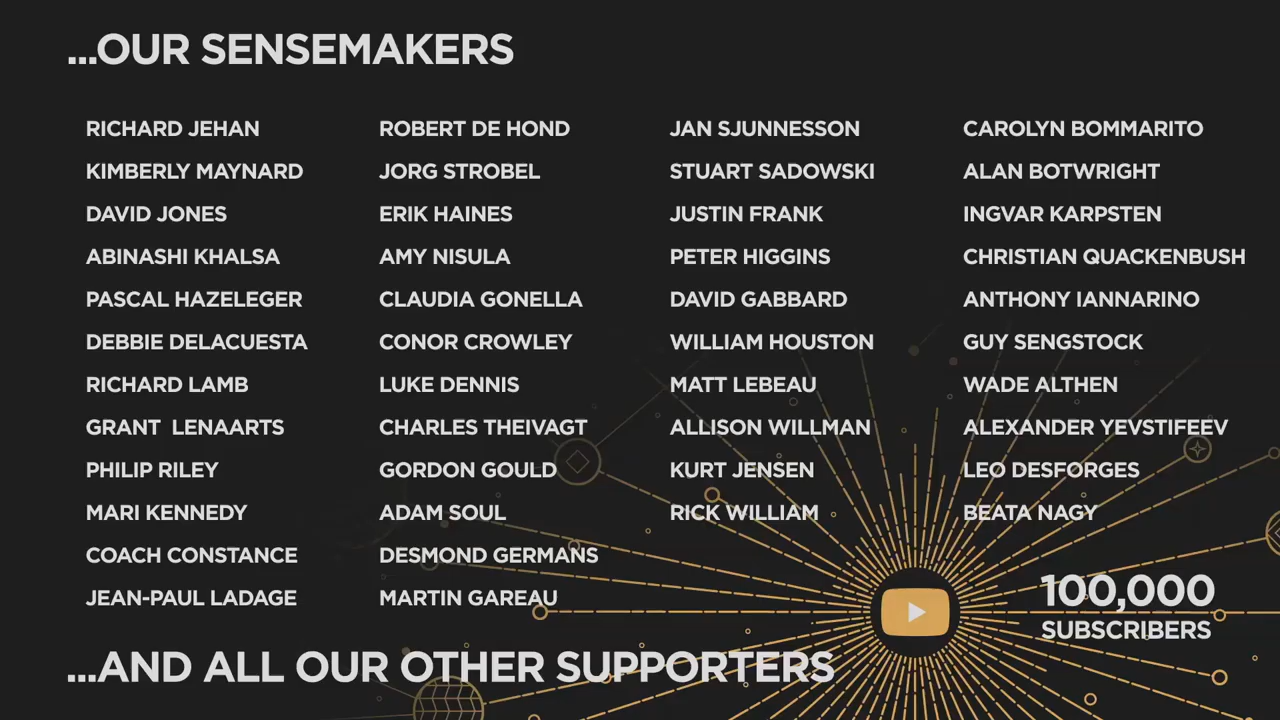 ...OUR SENSEMAKERS
RICHARD JEHAN
KIMBERLY MAYNARD
DAVID JONES
ABINASHI KHALSA
PASCAL HAZELEGER
DEBBIE DELACUESTA
RICHARD LAMB
GRANT  LENAARTS
PHILIP RILEY
MARI KENNEDY
COACH CONSTANCE
JEAN-PAUL LADAGE
ROBERT DE HOND
JORG STROBEL
ERIK HAINES
AMY NISULA
CLAUDIA GONELLA
CONOR CROWLEY
LUKE DENNIS
CHARLES THEIVAGT
GORDON GOULD
ADAM SOUL
DESMOND GERMANS
MARTIN GAREAU
JAN SJUNNESSON
STUART SADOWSKI
JUSTIN FRANK
PETER HIGGINS
DAVID GABBARD
WILLIAM HOUSTON
MATT LEBEAU
ALLISON WILLMAN
KURT JENSEN
RICK WILLIAM
CAROLYN BOMMARITO
ALAN BOTWRIGHT
INGVAR KARPSTEN
CHRISTIAN QUACKENBUSH
ANTHONY IANNARINO
GUY SENGSTOCK
WADE ALTHEN
ALEXANDER YEVSTIFEEV
LEO DESFORGES
BEATA NAGY
100,000
SUBSCRIBERS
...AND ALL OUR OTHER SUPPORTERS